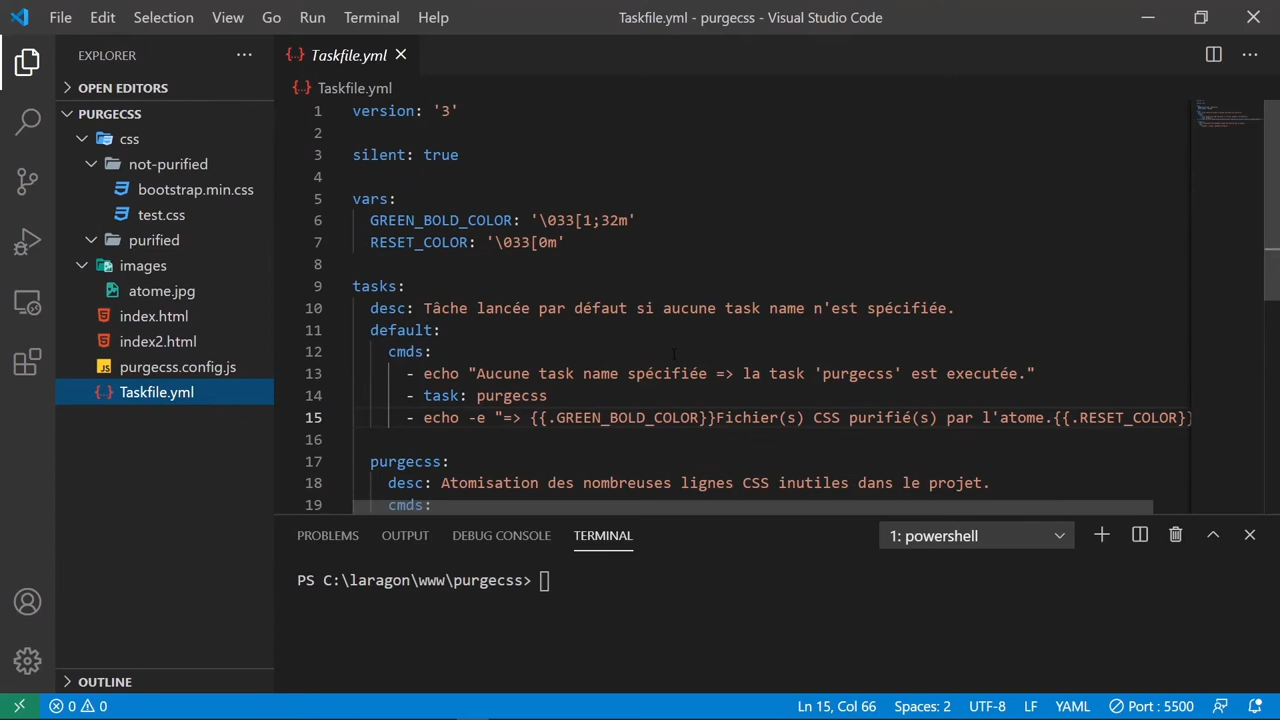 File Edit Selection View Go Run Terminal Help Taskfile.yml - purgecss - Visual Studio Code
EXPLORER
OPEN EDITORS
PURGECSS
css
not-purified
bootstrap.min.css
test.css
purified
images
atome.jpg
index.html
index2.html
purgecss.config.js
Taskfile.yml
OUTLINE
Taskfile.yml
Taskfile.yml
1 version: '3'
2
3 silent: true
4
5 vars:
6 GREEN_BOLD_COLOR: '\033[1;32m'
7 RESET_COLOR: '\033[0m'
8
9 tasks:
10 desc: Tâche lancée par défaut si aucune task name n'est spécifiée.
11 default:
12 cmds:
13 - echo "Aucune task name spécifiée => la task 'purgecss' est executée."
14 - task: purgecss
15 - echo -e "=> {{.GREEN_BOLD_COLOR}}Fichier(s) CSS purifié(s) par l'atome.{{.RESET_COLOR}}
16
17 purgecss:
18 desc: Atomisation des nombreuses lignes CSS inutiles dans le projet.
19 cmds:
PROBLEMS OUTPUT DEBUG CONSOLE TERMINAL 1: powershell
PS C:\laragon\www\purgecss>
0 0 Ln 15, Col 66 Spaces: 2 UTF-8 LF YAML Port : 5500